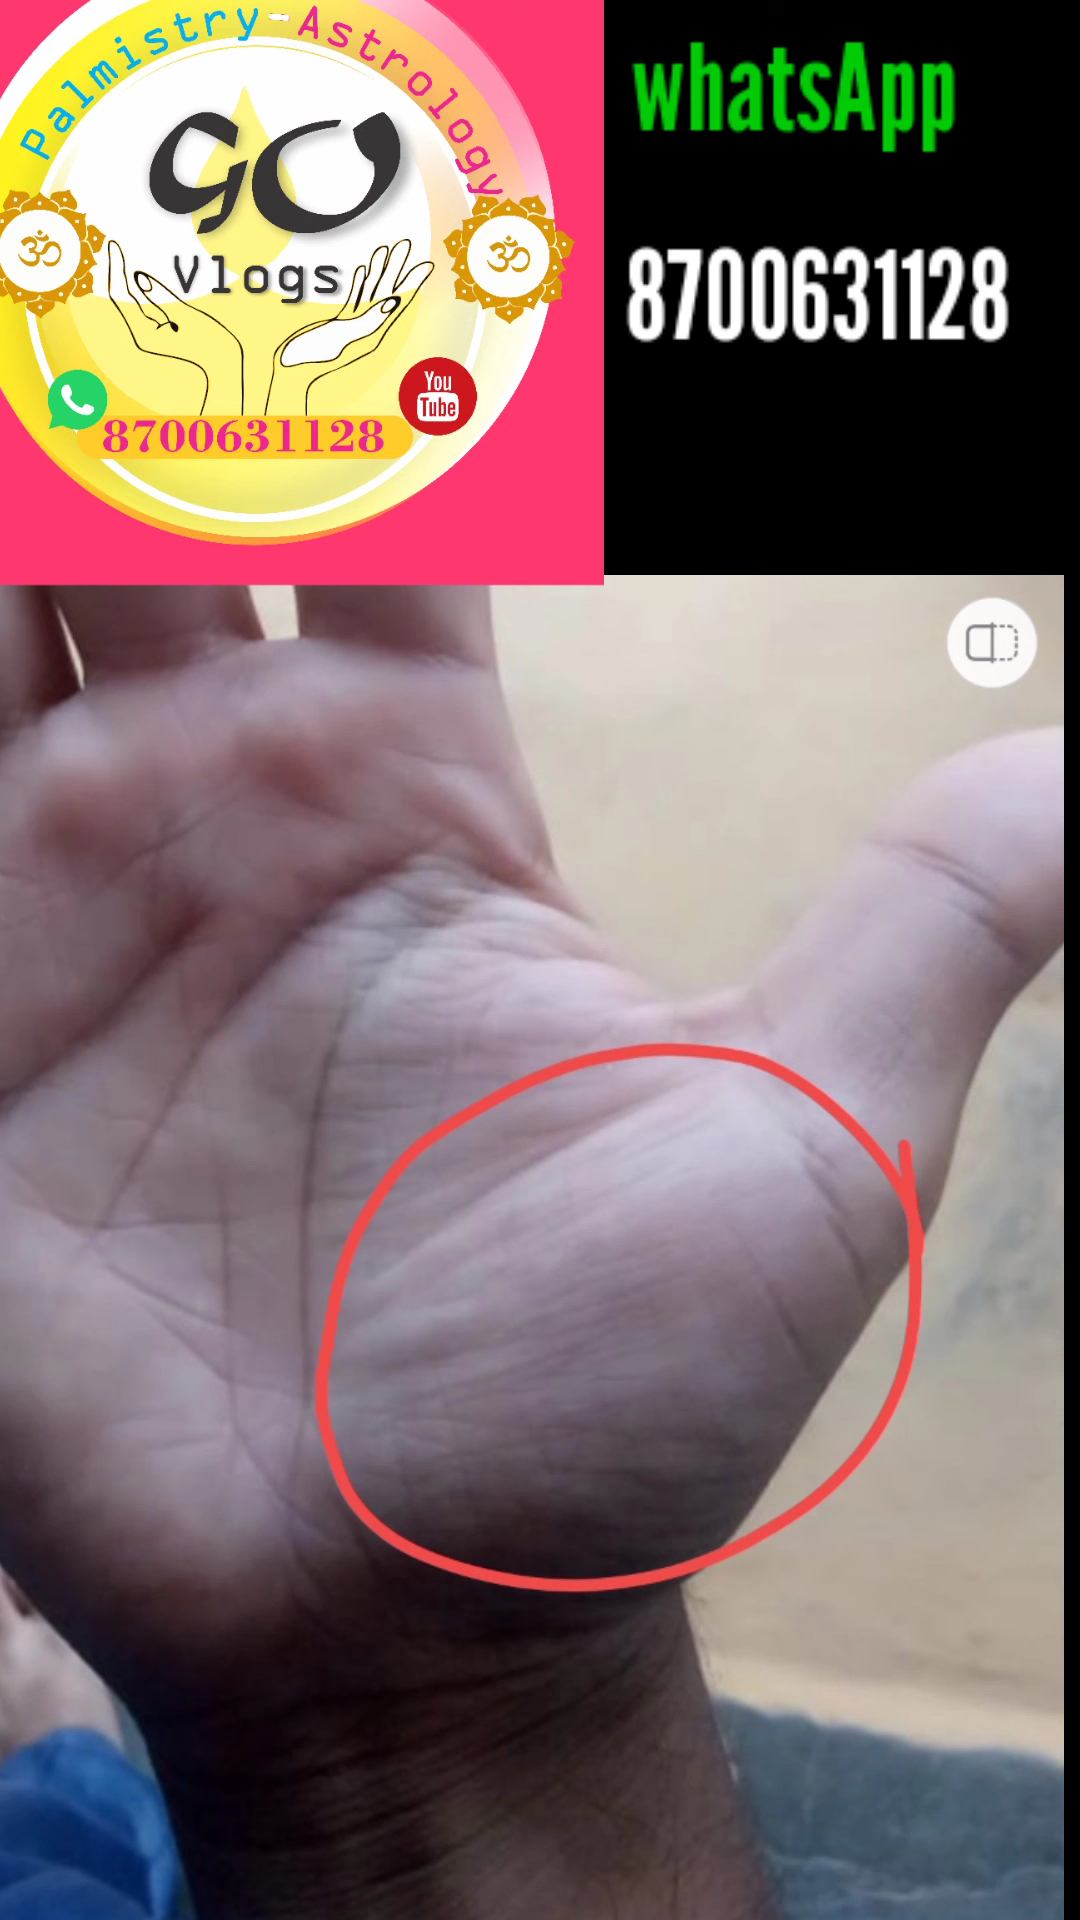 Palmistry-Astrology
GO
Vlogs
You
Tube
8700631128
whatsApp
8700631128
ॐ
ॐ